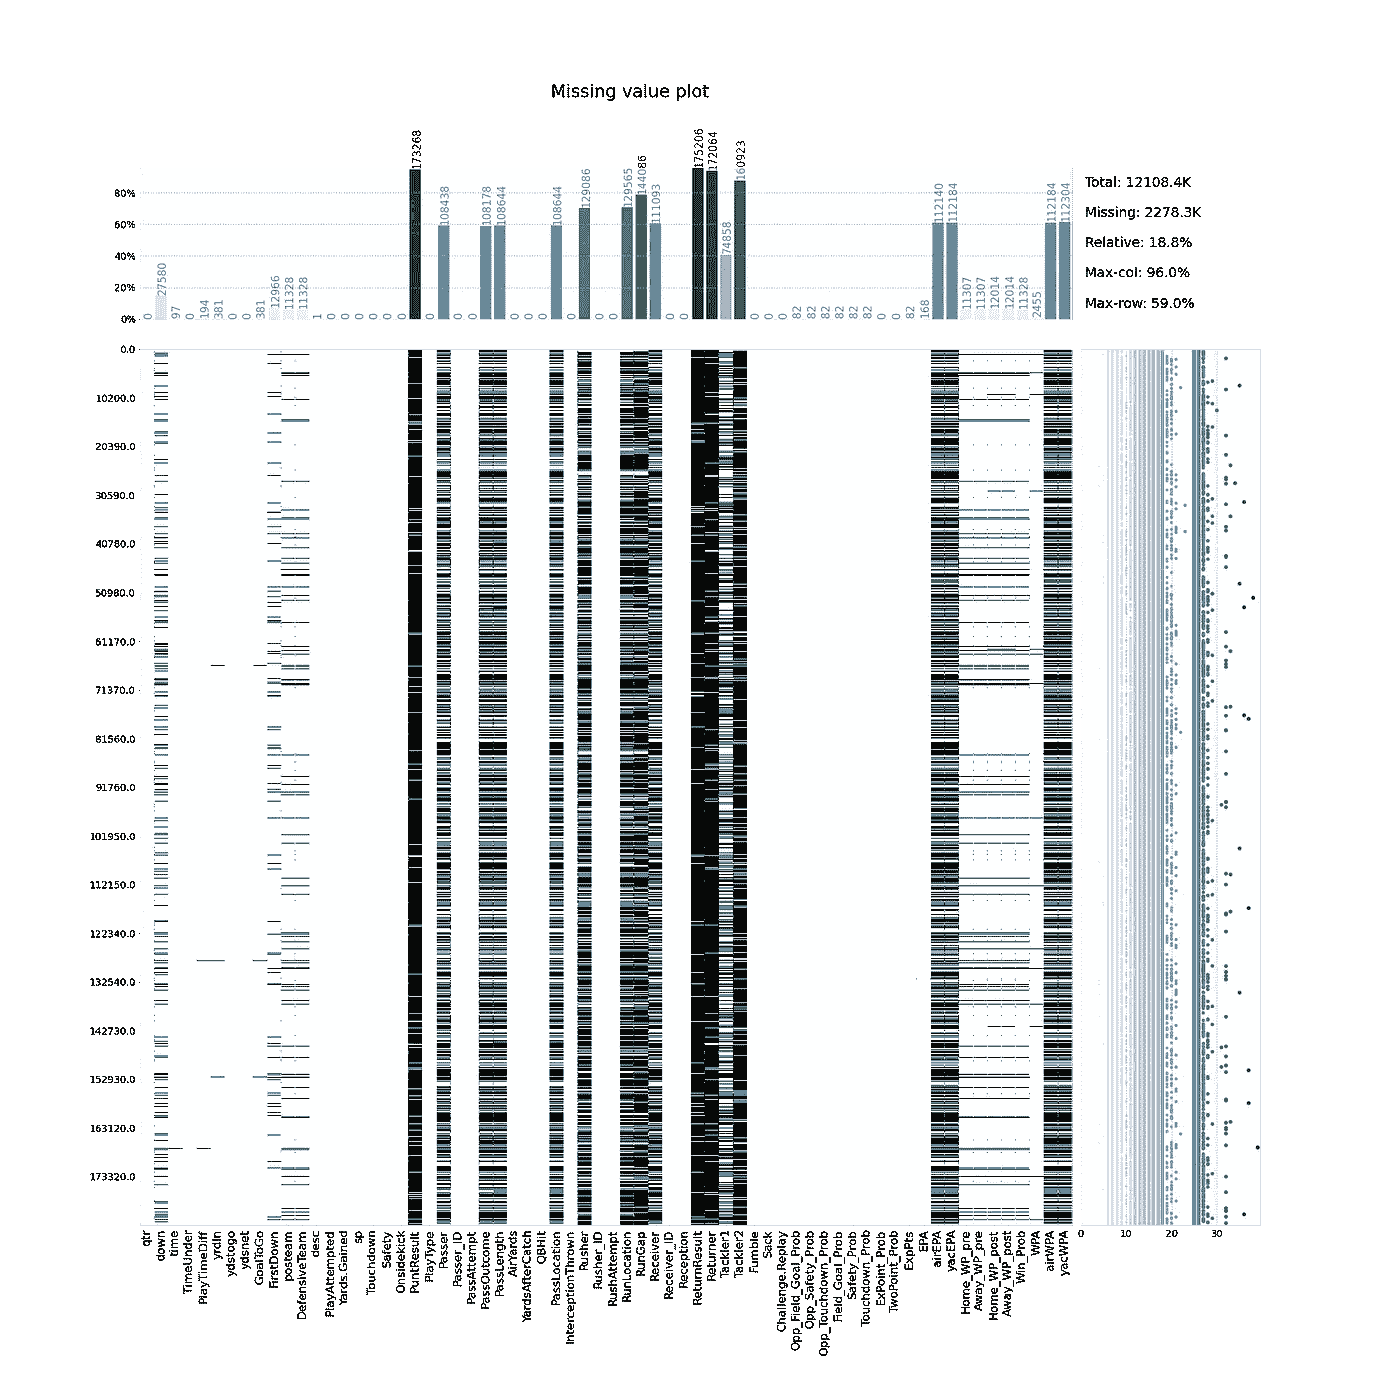 Missing value plot
0
27580
97
0
194
381
0
0
381
12966
11328
11328
1
0
0
0
0
0
0
173268
0
108438
0
0
108178
108644
0
0
0
108644
0
129086
0
0
129565
144086
111093
0
0
175206
172064
74858
160923
0
0
0
82
82
82
82
82
82
0
0
82
168
112140
112184
11307
11307
12014
12014
11328
2455
112184
112304
80%
60%
40%
20%
0%
Total: 12108.4K
Missing: 2278.3K
Relative: 18.8%
Max-col: 96.0%
Max-row: 59.0%
0.0
10200.0
20390.0
30590.0
40780.0
50980.0
61170.0
71370.0
81560.0
91760.0
101950.0
112150.0
122340.0
132540.0
142730.0
152930.0
163120.0
173320.0
qtr
down
time
TimeUnder
PlayTimeDiff
yrdln
ydstogo
ydsnet
GoalToGo
FirstDown
posteam
DefensiveTeam
desc
PlayAttempted
Yards.Gained
sp
Touchdown
Safety
Onsidekick
PuntResult
PlayType
Passer
Passer_ID
PassAttempt
PassOutcome
PassLength
AirYards
YardsAfterCatch
QBHit
PassLocation
InterceptionThrown
Rusher
Rusher_ID
RushAttempt
RunLocation
RunGap
Receiver
Receiver_ID
Reception
ReturnResult
Returner
Tackler1
Tackler2
Fumble
Sack
Challenge.Replay
Opp_Field_Goal_Prob
Opp_Safety_Prob
Opp_Touchdown_Prob
Field_Goal_Prob
Safety_Prob
Touchdown_Prob
ExPoint_Prob
TwoPoint_Prob
ExpPts
EPA
airEPA
yacEPA
Home_WP_pre
Away_WP_pre
Home_WP_post
Away_WP_post
Win_Prob
WPA
airWPA
yacWPA
0
10
20
30